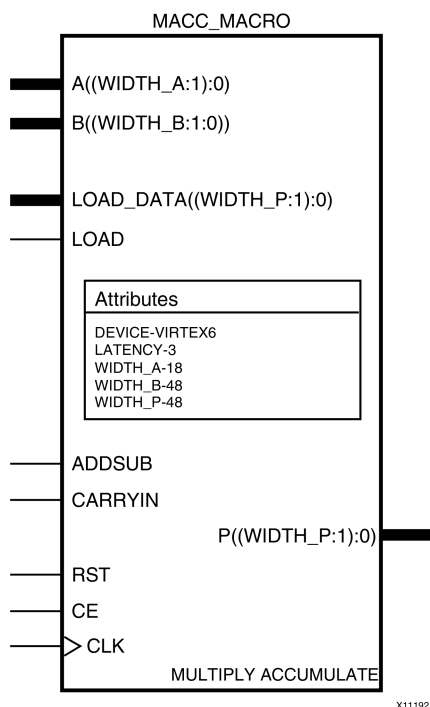 MACC_MACRO
A((WIDTH_A:1):0)
B((WIDTH_B:1:0))
LOAD_DATA((WIDTH_P:1):0)
LOAD
Attributes
DEVICE-VIRTEX6
LATENCY-3
WIDTH_A-18
WIDTH_B-48
WIDTH_P-48
ADDSUB
CARRYIN
P((WIDTH_P:1):0)
RST
CE
CLK
MULTIPLY ACCUMULATE
X11192